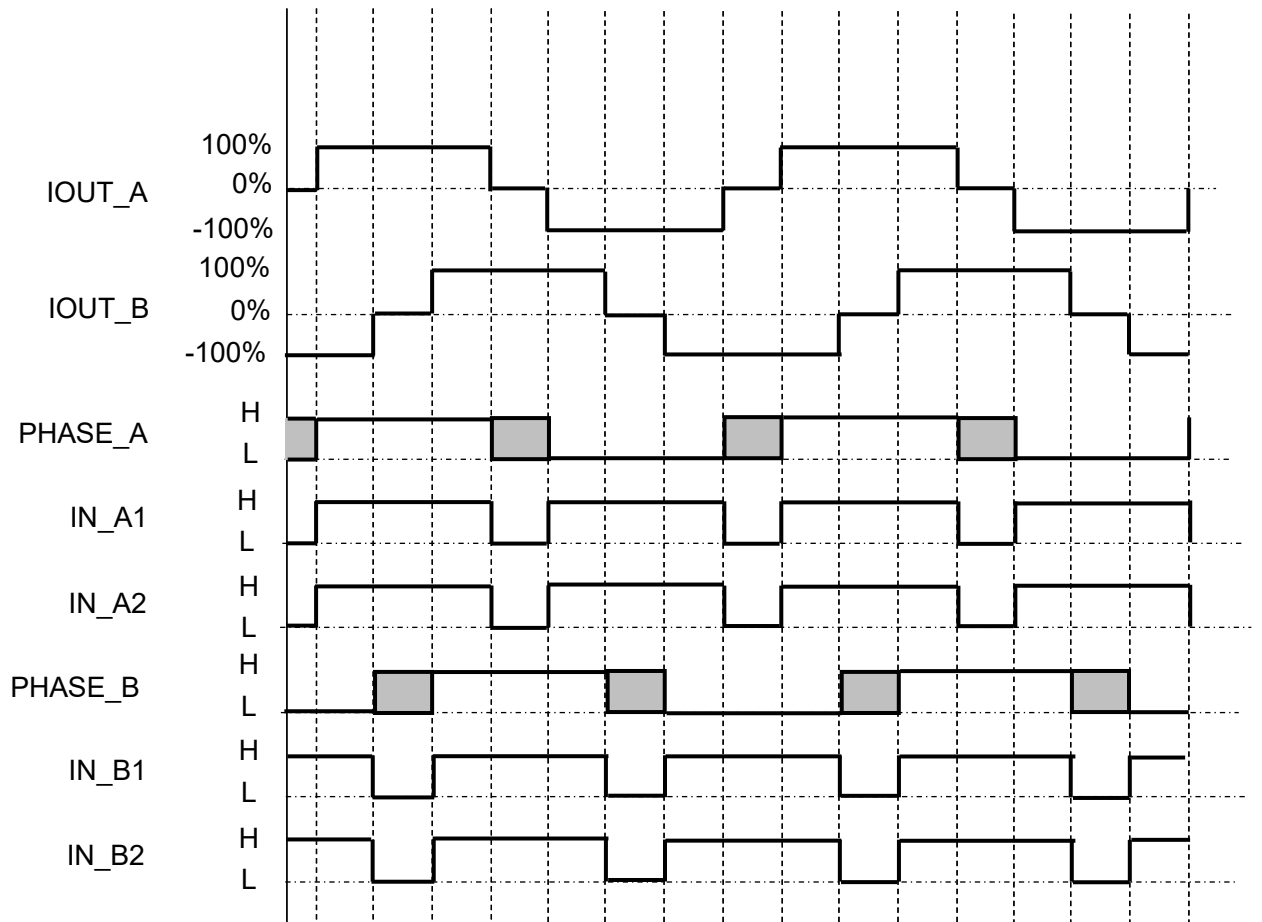 100%
IOUT_A 0%
-100%
100%
IOUT_B 0%
-100%
H
PHASE_A
L
H
IN_A1
L
H
IN_A2
L
H
PHASE_B
L
H
IN_B1
L
H
IN_B2
L